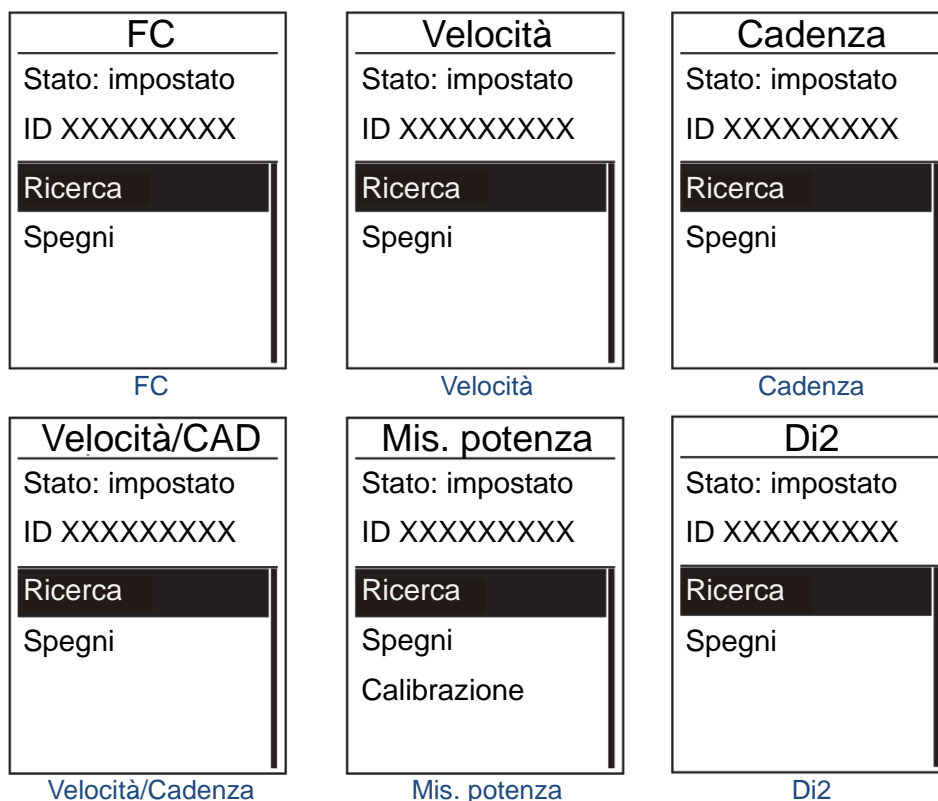 FC
Stato: impostato
ID XXXXXXXXX
Ricerca
Spegni
FC
Velocità
Stato: impostato
ID XXXXXXXXX
Ricerca
Spegni
Velocità
Cadenza
Stato: impostato
ID XXXXXXXXX
Ricerca
Spegni
Cadenza
Velocità/CAD
Stato: impostato
ID XXXXXXXXX
Ricerca
Spegni
Velocità/Cadenza
Mis. potenza
Stato: impostato
ID XXXXXXXXX
Ricerca
Spegni
Calibrazione
Mis. potenza
Di2
Stato: impostato
ID XXXXXXXXX
Ricerca
Spegni
Di2